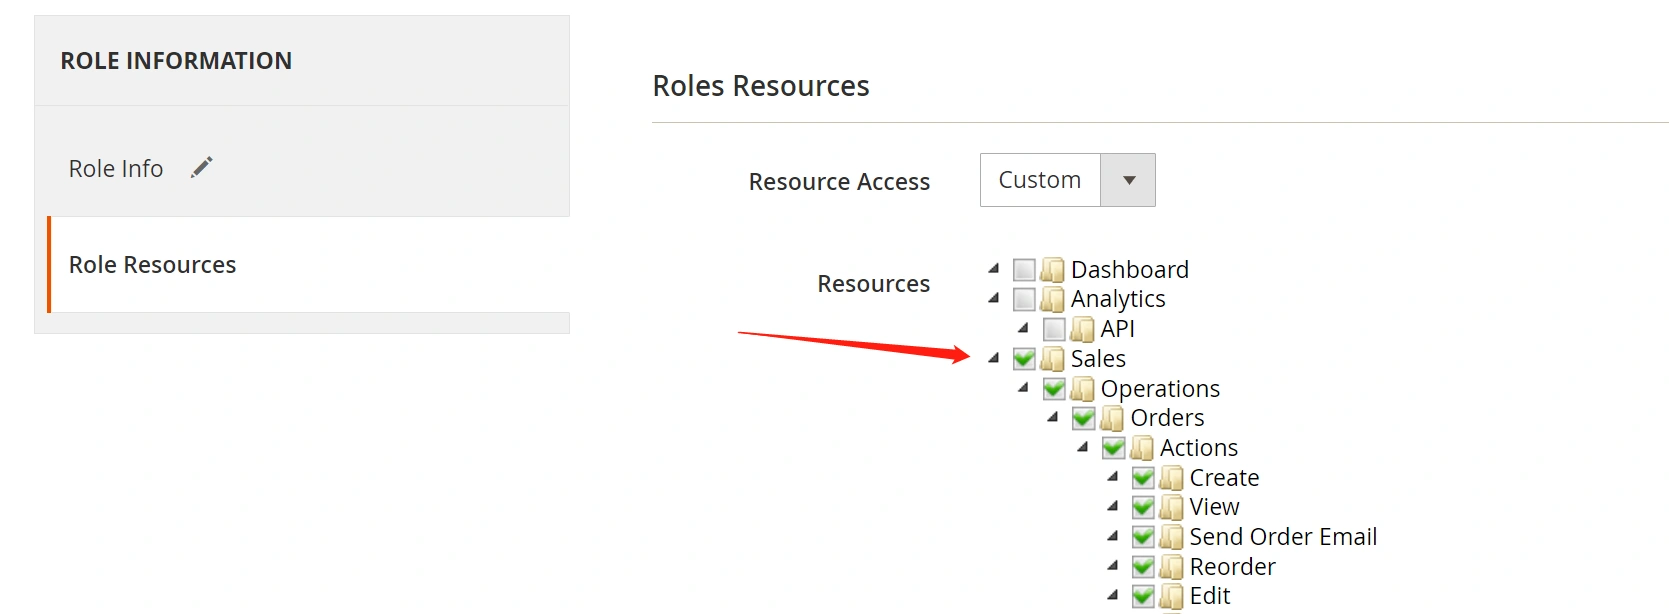 ROLE INFORMATION
Role Info
Role Resources
Roles Resources
Resource Access
Custom
Resources
Dashboard
Analytics
API
Sales
Operations
Orders
Actions
Create
View
Send Order Email
Reorder
Edit